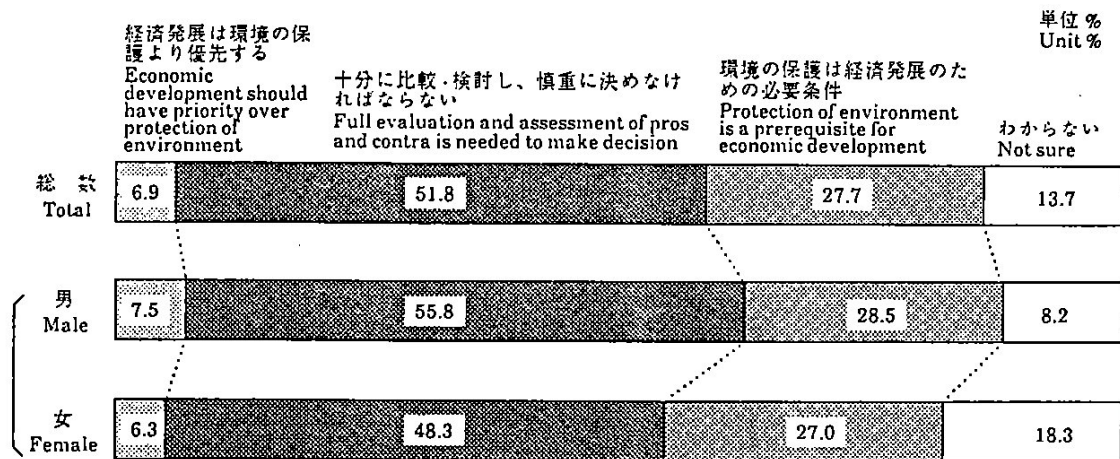 単位 %
Unit %
経済発展は環境の保
護より優先する
Economic
development should
have priority over
protection of
environment
十分に比較·検討し、慎重に決めなけ
ればならない
Full evaluation and assessment of pros
and contra is needed to make decision
環境の保護は経済発展のた
めの必要条件
Protection of environment
is a prerequisite for
economic development
わからない
Not sure
総 数
Total
6.9
51.8
27.7
13.7
男
Male
7.5
55.8
28.5
8.2
女
Female
6.3
48.3
27.0
18.3